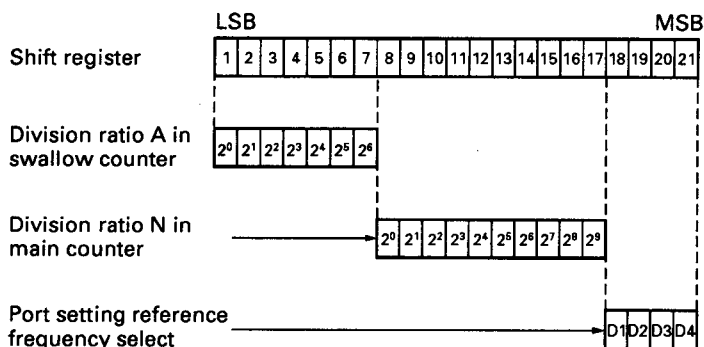 LSB MSB
Shift register 1 2 3 4 5 6 7 8 9 10 11 12 13 14 15 16 17 18 19 20 21
Division ratio A in
swallow counter
2⁰ 2¹ 2² 2³ 2⁴ 2⁵ 2⁶
Division ratio N in
main counter
2⁰ 2¹ 2² 2³ 2⁴ 2⁵ 2⁶ 2⁷ 2⁸ 2⁹
Port setting reference
frequency select
D1 D2 D3 D4